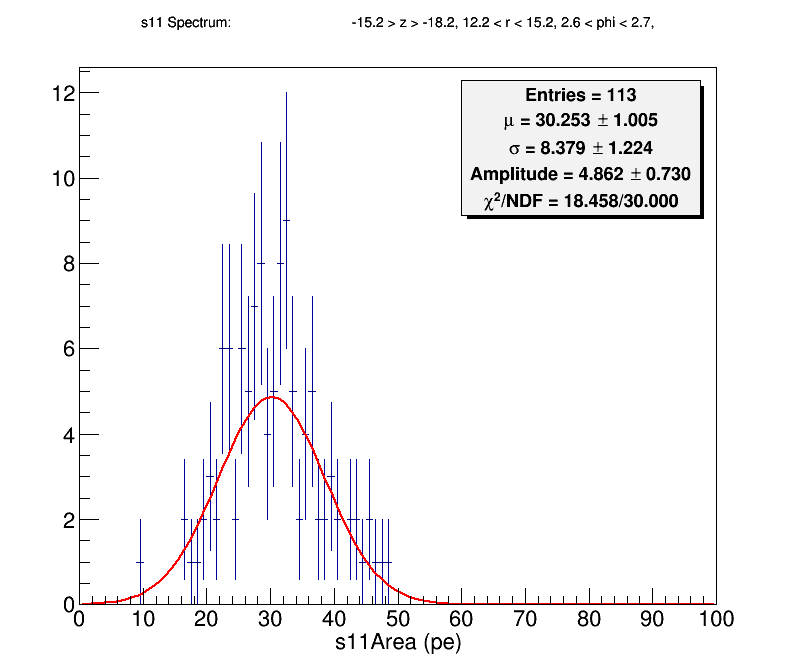 s11 Spectrum: -15.2 > z > -18.2, 12.2 < r < 15.2, 2.6 < phi < 2.7,
Entries = 113
μ = 30.253 ± 1.005
σ = 8.379 ± 1.224
Amplitude = 4.862 ± 0.730
χ²/NDF = 18.458/30.000
12
10
8
6
4
2
0
0 10 20 30 40 50 60 70 80 90 100
s11Area (pe)